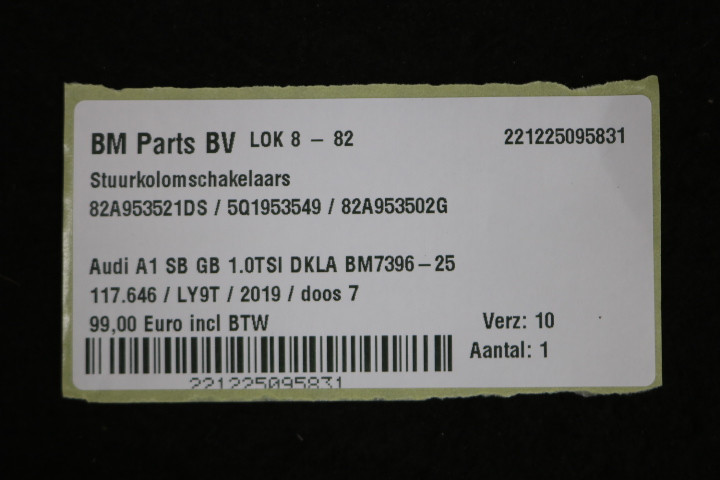 BM Parts BV LOK 8 – 82 221225095831
Stuurkolomschakelaars
82A953521DS / 5Q1953549 / 82A953502G
Audi A1 SB GB 1.0TSI DKLA BM7396–25
117.646 / LY9T / 2019 / doos 7
99,00 Euro incl BTW Verz: 10
Aantal: 1
221225095831